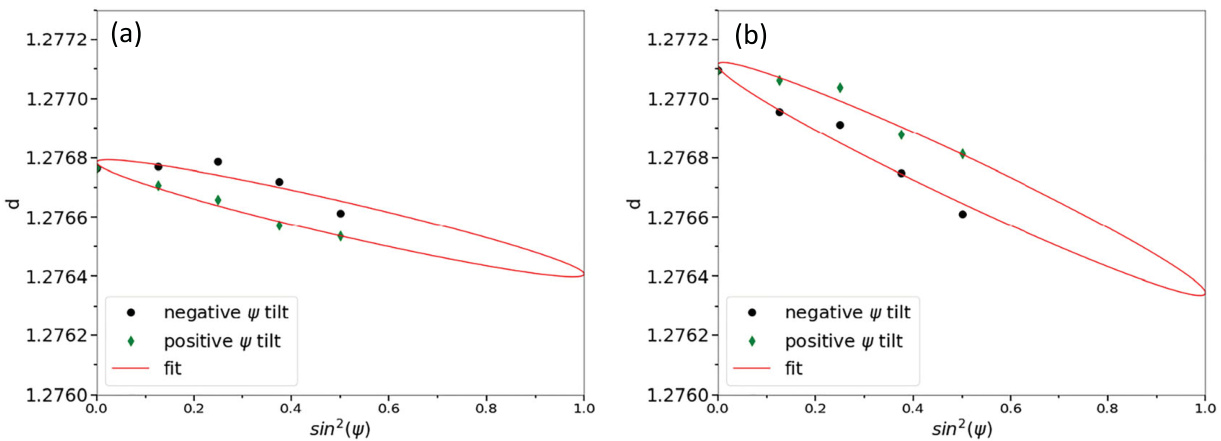 (a)
d
1.2772
1.2770
1.2768
1.2766
1.2764
1.2762
1.2760
negative ψ tilt
positive ψ tilt
fit
0.0 0.2 0.4 0.6 0.8 1.0
sin²(ψ)
(b)
d
1.2772
1.2770
1.2768
1.2766
1.2764
1.2762
1.2760
negative ψ tilt
positive ψ tilt
fit
0.0 0.2 0.4 0.6 0.8 1.0
sin²(ψ)